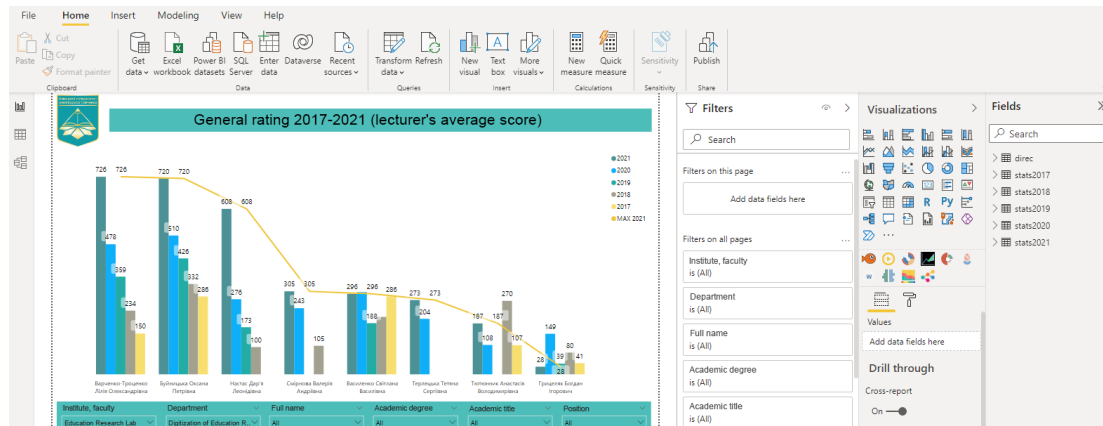 File Home Insert Modeling View Help
Paste
Cut
Copy
Format painter
Clipboard
Get data
Excel workbook
Power BI datasets
SQL Server
Enter data
Dataverse
Recent sources
Data
Transform data
Refresh
Queries
New visual
Text box
More visuals
Insert
New measure
Quick measure
Calculations
Sensitivity
Sensitivity
Publish
Share
General rating 2017-2021 (lecturer's average score)
2021
2020
2019
2018
2017
MAX 2021
726 726
478
359
234
150
720 720
510
426
332
286
608 608
276
173
100
305 305
243
105
296 296 286
188
273 273
204
187 187
108
270
107
28
149
39
28
80
41
Варченко-Троценко
Лілія Олександрівна
Буйницька Оксана
Петрівна
Настас Дар'я
Леонідівна
Смірнова Валерія
Андріївна
Василенко Світлана
Василівна
Терлецька Тетяна
Сергіївна
Тютюнник Анастасія
Володимирівна
Грицеляк Богдан
Ігорович
Institute, faculty
Education Research Lab
Department
Digtization of Education R...
Full name
All
Academic degree
All
Academic title
All
Position
All
Filters
Search
Filters on this page
Add data fields here
Filters on all pages
Institute, faculty
is (All)
Department
is (All)
Full name
is (All)
Academic degree
is (All)
Academic title
is (All)
Visualizations
R Py
Values
Add data fields here
Drill through
Cross-report
On
Fields
Search
direc
stats2017
stats2018
stats2019
stats2020
stats2021